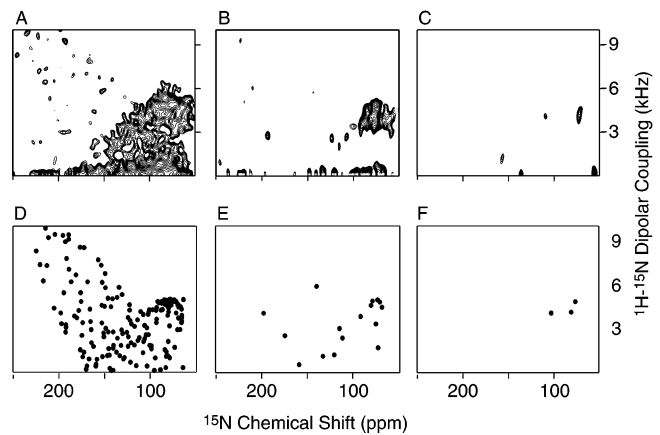 A B C
9
6
3
D E F
9
6
3
200 100 200 100 200 100
¹H-¹⁵N Dipolar Coupling (kHz)
¹⁵N Chemical Shift (ppm)